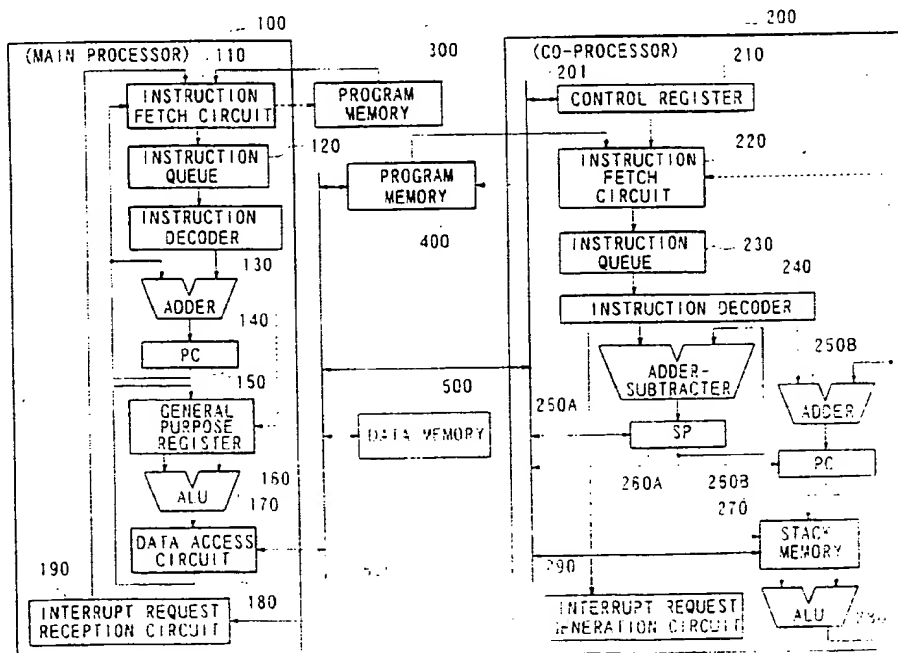 100
200
(MAIN PROCESSOR)
110
300
(CO-PROCESSOR)
210
201
INSTRUCTION
FETCH CIRCUIT
PROGRAM
MEMORY
CONTROL REGISTER
120
220
INSTRUCTION
QUEUE
PROGRAM
MEMORY
INSTRUCTION
FETCH
CIRCUIT
INSTRUCTION
DECODER
400
230
INSTRUCTION
QUEUE
130
240
ADDER
INSTRUCTION DECODER
140
PC
ADDER-
SUBTRACTER
250B
150
500
250A
ADDER
GENERAL
PURPOSE
REGISTER
DATA MEMORY
SP
PC
160
260A
ALU
170
270
DATA ACCESS
CIRCUIT
STACK
MEMORY
190
290
180
INTERRUPT REQUEST
RECEPTION CIRCUIT
INTERRUPT REQUEST
ENERATION CIRCUIT
ALU